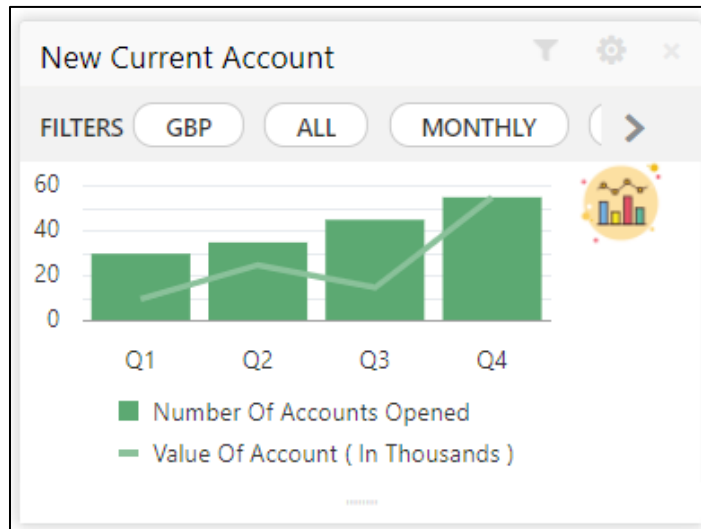 New Current Account
FILTERS GBP ALL MONTHLY
60
40
20
0
Q1 Q2 Q3 Q4
Number Of Accounts Opened
Value Of Account ( In Thousands )